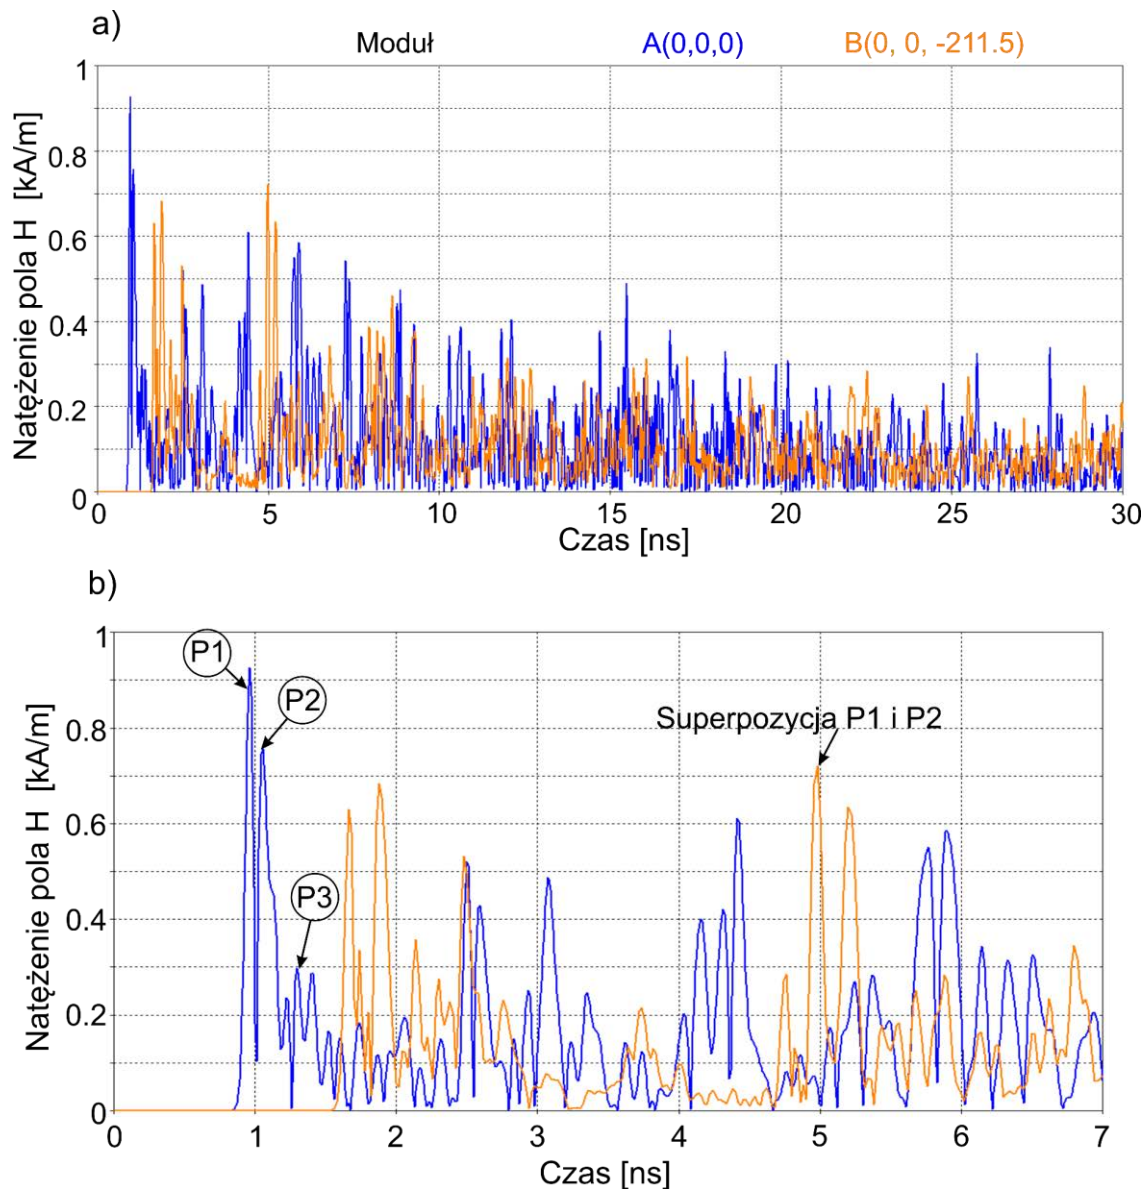 a)
Moduł A(0,0,0) B(0, 0, -211.5)
Natężenie pola H [kA/m]
1
0.8
0.6
0.4
0.2
0
0 5 10 15 20 25 30
Czas [ns]
b)
Natężenie pola H [kA/m]
1
P1
P2
Superpozycja P1 i P2
0.8
0.6
P3
0.4
0.2
0
0 1 2 3 4 5 6 7
Czas [ns]